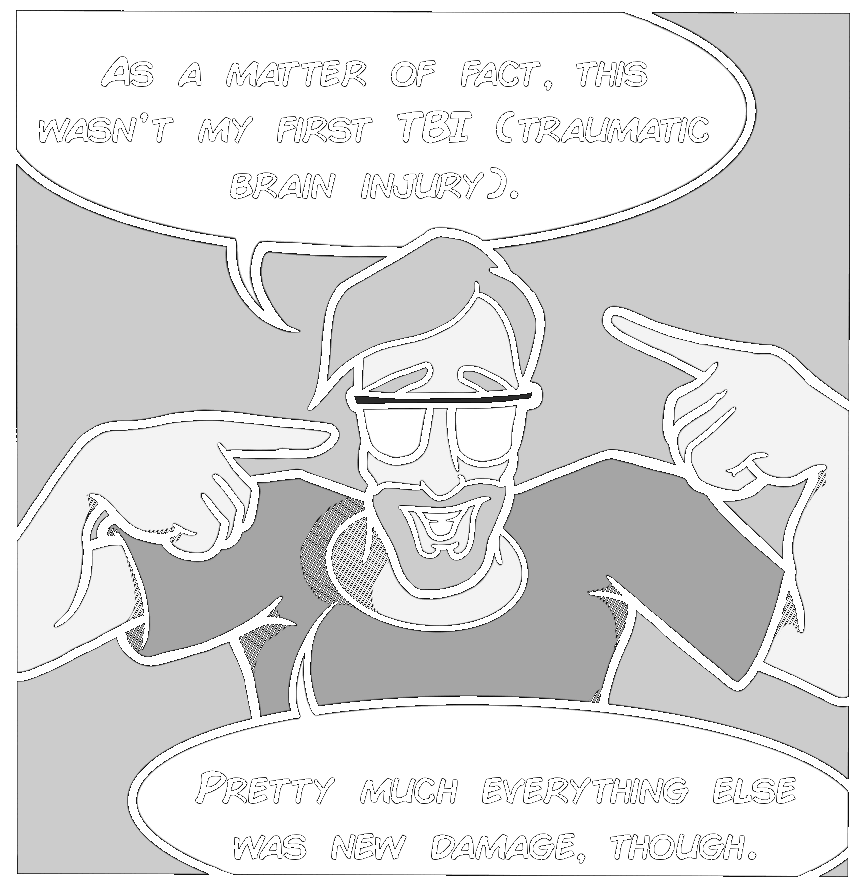 As a matter of fact, this
wasn't my first TBI (traumatic
brain injury).
Pretty much everything else
was new damage, though.